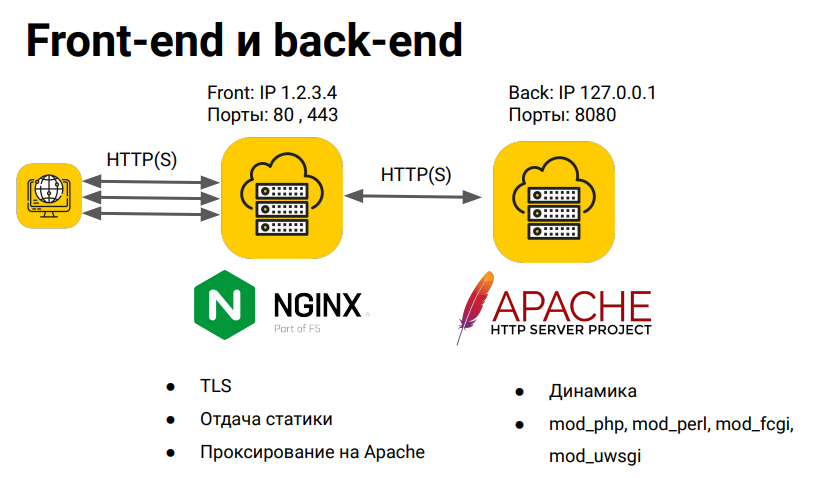 Front-end и back-end
Front: IP 1.2.3.4
Порты: 80 , 443
Back: IP 127.0.0.1
Порты: 8080
HTTP(S)
HTTP(S)
N
NGINX
Part of F5
APACHE
HTTP SERVER PROJECT
● TLS
● Отдача статики
● Проксирование на Apache
● Динамика
● mod_php, mod_perl, mod_fcgi,
mod_uwsgi